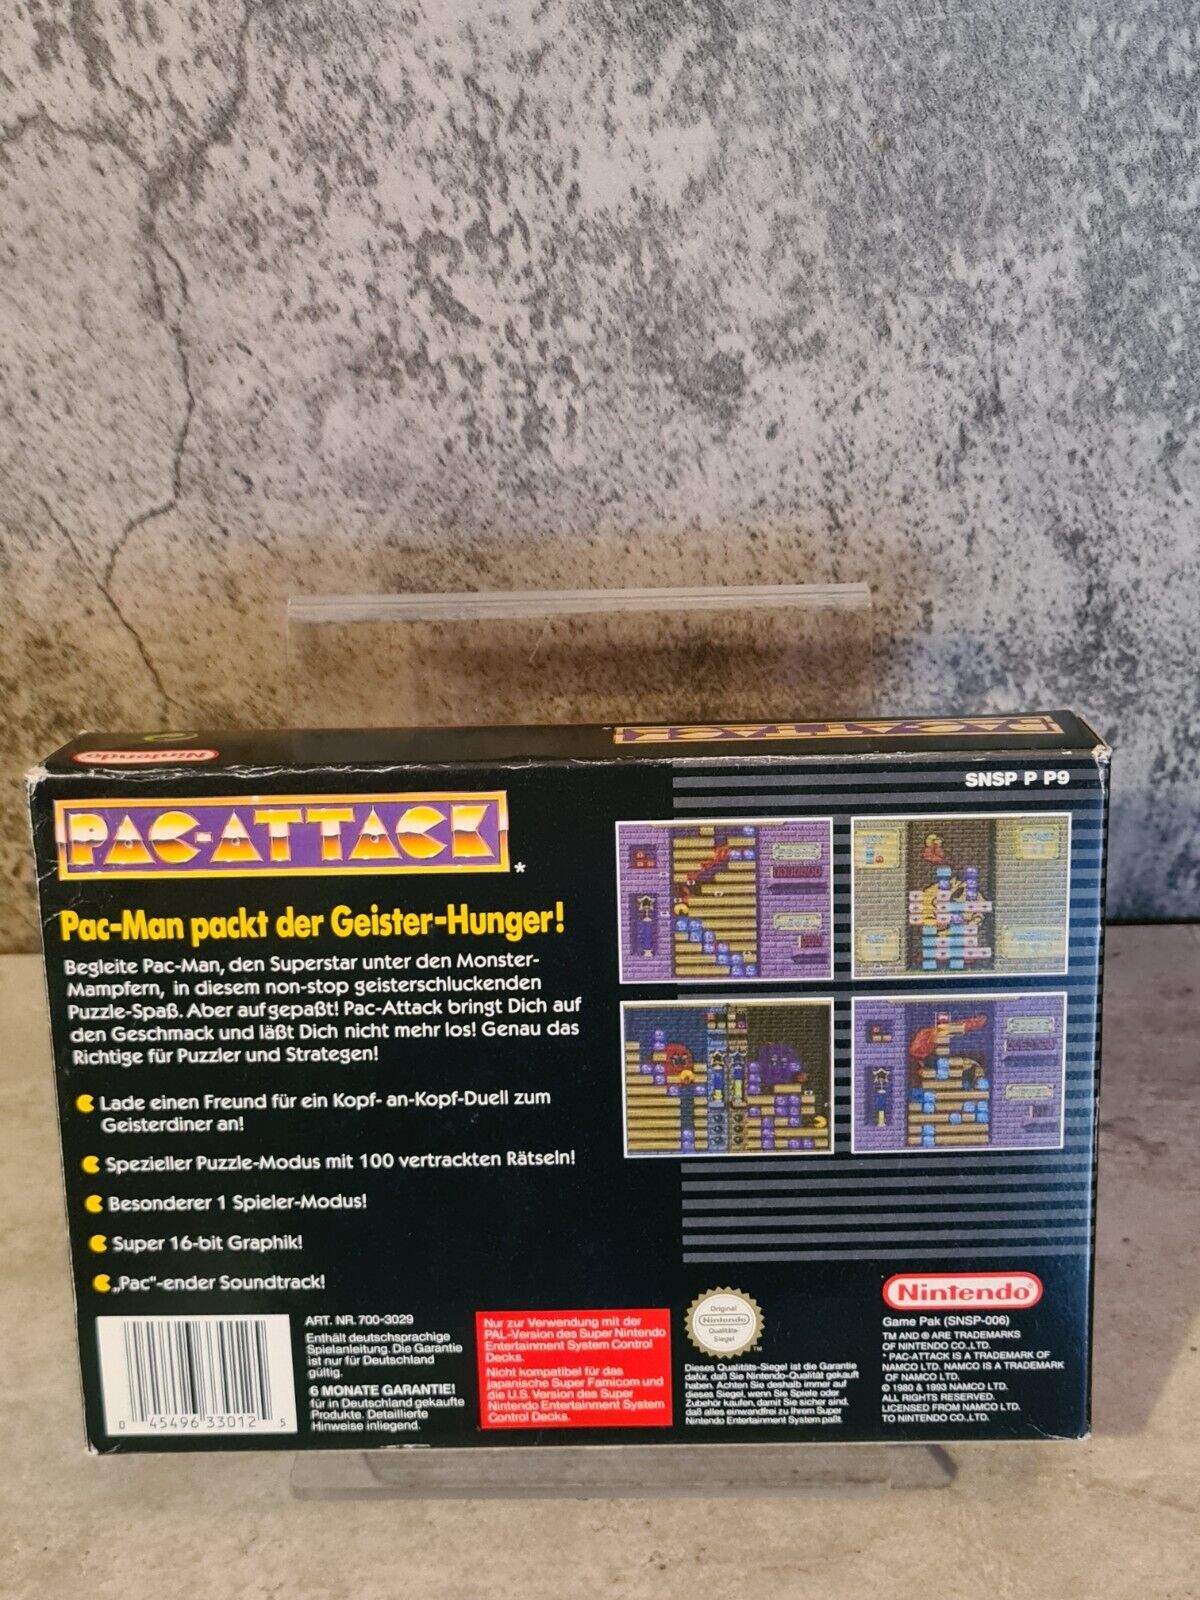 Nintendo
PAC-ATTACK
SNSP P P9
PAC-ATTACK
*
Pac-Man packt der Geister-Hunger!
Begleite Pac-Man, den Superstar unter den Monster-
Mampfern, in diesem non-stop geisterschluckenden
Puzzle-Spaß. Aber aufgepaßt! Pac-Attack bringt Dich auf
den Geschmack und läßt Dich nicht mehr los! Genau das
Richtige für Puzzler und Strategen!
Lade einen Freund für ein Kopf- an-Kopf-Duell zum
Geisterdiner an!
Spezieller Puzzle-Modus mit 100 vertrackten Rätseln!
Besonderer 1 Spieler-Modus!
Super 16-bit Graphik!
„Pac"-ender Soundtrack!
0 45496 33012 5
ART. NR. 700-3029
Enthält deutschsprachige
Spielanleitung. Die Garantie
ist nur für Deutschland
gültig.
6 MONATE GARANTIE!
für in Deutschland gekaufte
Produkte. Detaillierte
Hinweise inliegend.
Nur zur Verwendung mit der
PAL-Version des Super Nintendo
Entertainment System Control
Decks.
Nicht kompatibel für das
japanische Super Famicom und
die U.S. Version des Super
Nintendo Entertainment System
Control Decks.
Original
Nintendo
Qualitäts-
Siegel
TM
Dieses Qualitäts-Siegel ist die Garantie
dafür, daß Sie Nintendo-Qualität gekauft
haben. Achten Sie deshalb immer auf
dieses Siegel, wenn Sie Spiele oder
Zubehör kaufen, damit Sie sicher sind,
daß alles einwandfrei zu Ihrem Super
Nintendo Entertainment System paßt.
Nintendo
Game Pak (SNSP-006)
TM AND ® ARE TRADEMARKS
OF NINTENDO CO., LTD.
* PAC-ATTACK IS A TRADEMARK OF
NAMCO LTD. NAMCO IS A TRADEMARK
OF NAMCO LTD.
© 1980 & 1993 NAMCO LTD.
ALL RIGHTS RESERVED.
LICENSED FROM NAMCO LTD.
TO NINTENDO CO., LTD.